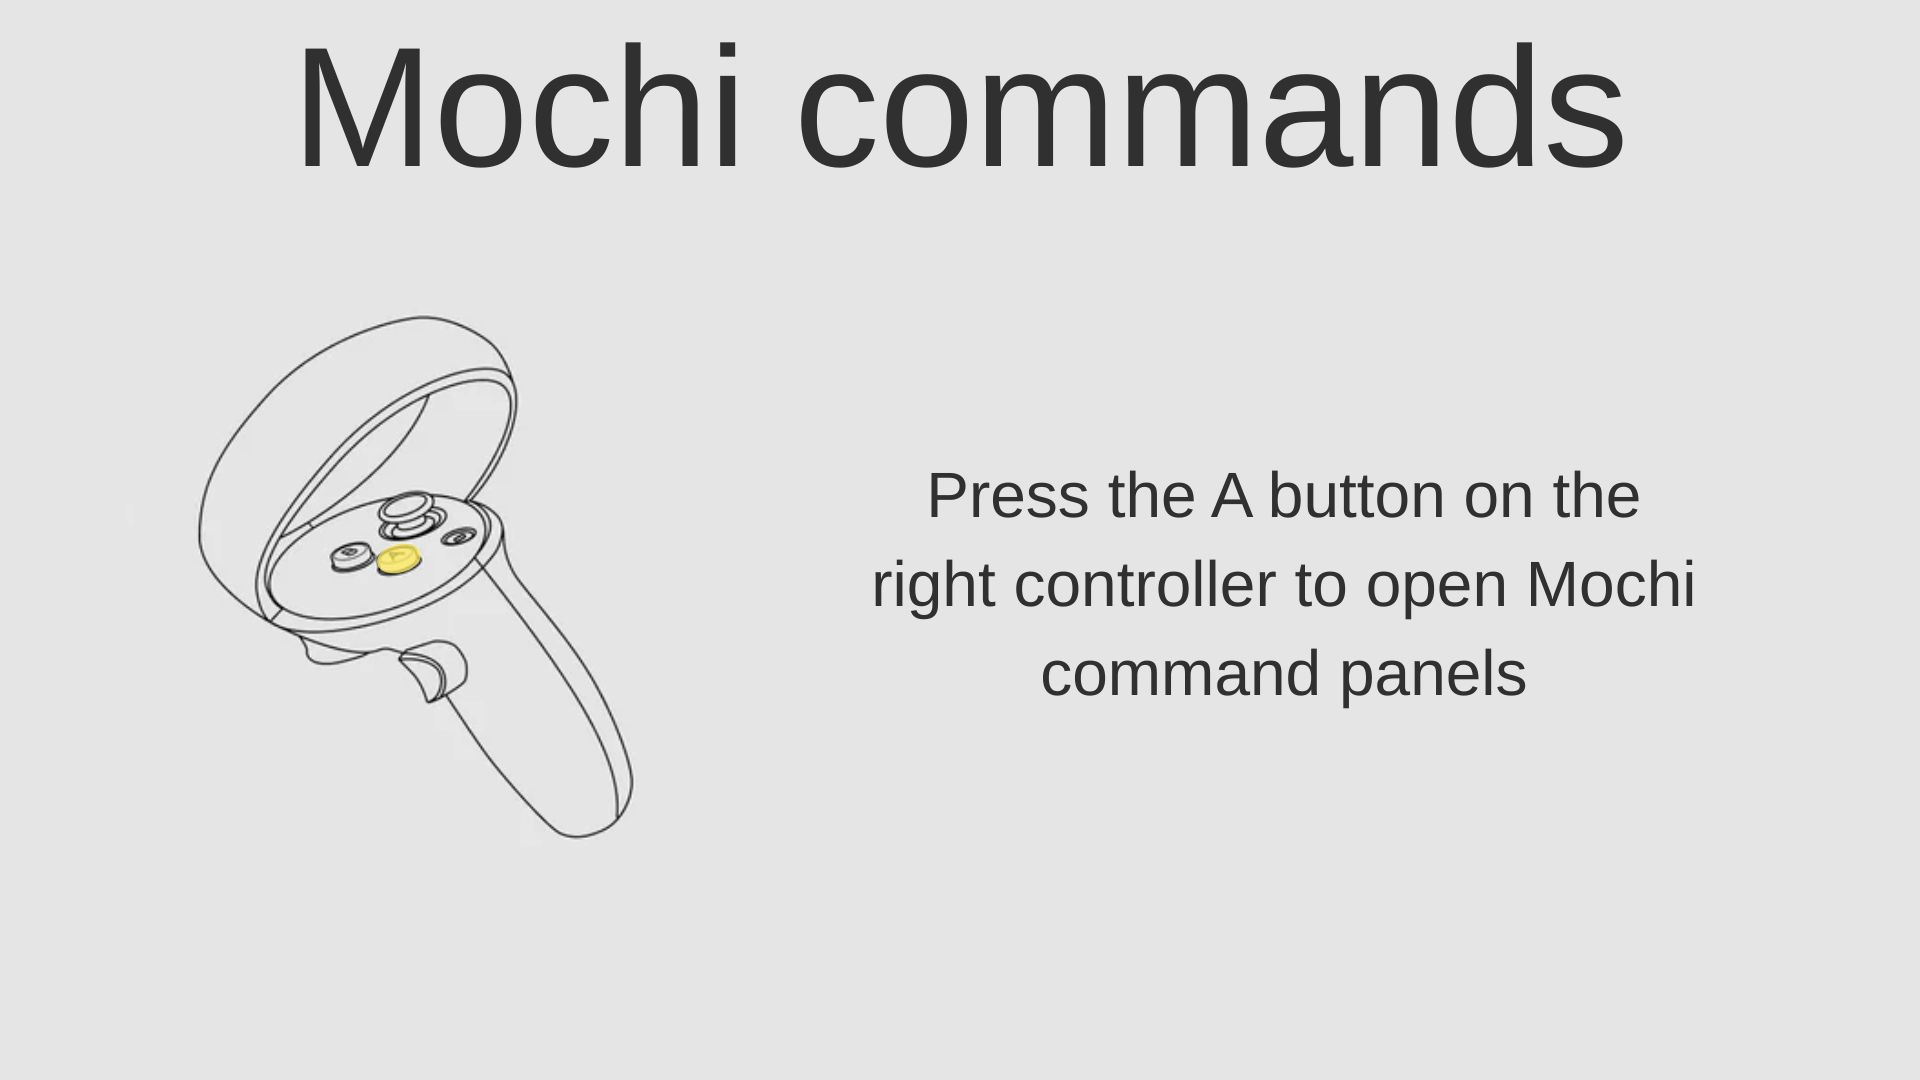 Mochi commands
Press the A button on the
right controller to open Mochi
command panels